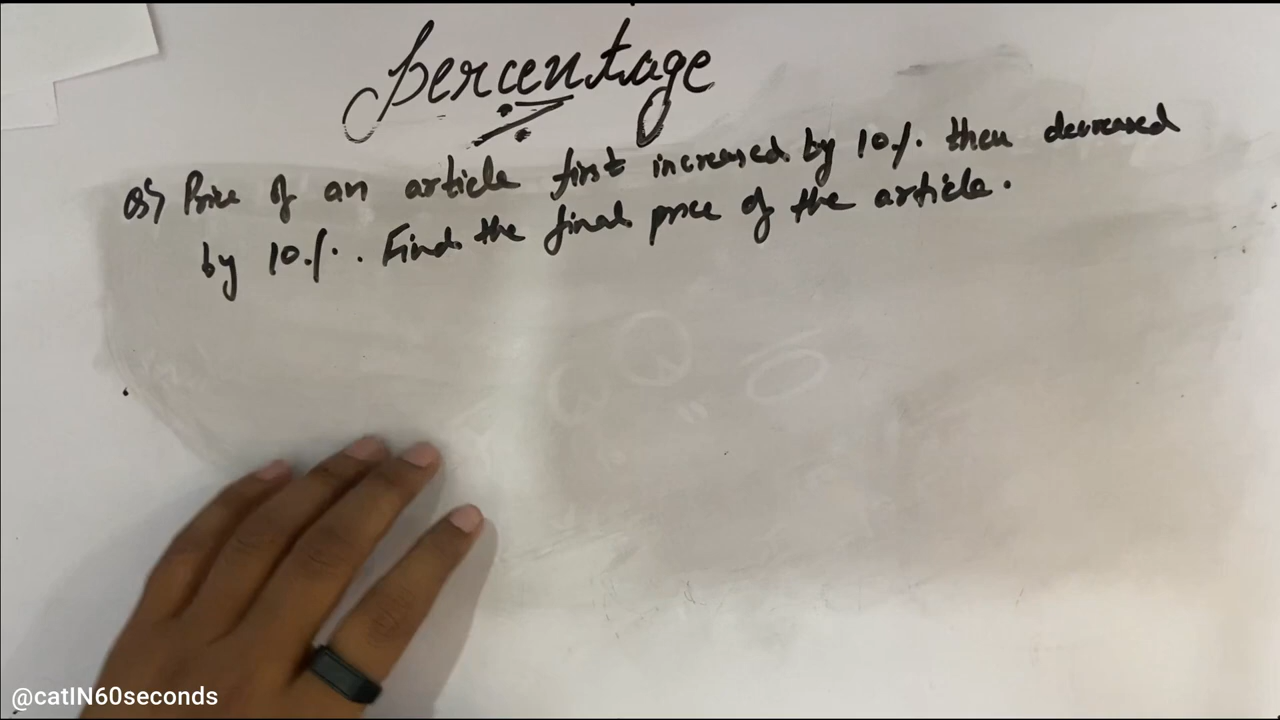 Percentage
%
Q5) Price of an article first increased by 10%. then decreased
by 10%. Find the final price of the article.
@catIN60seconds